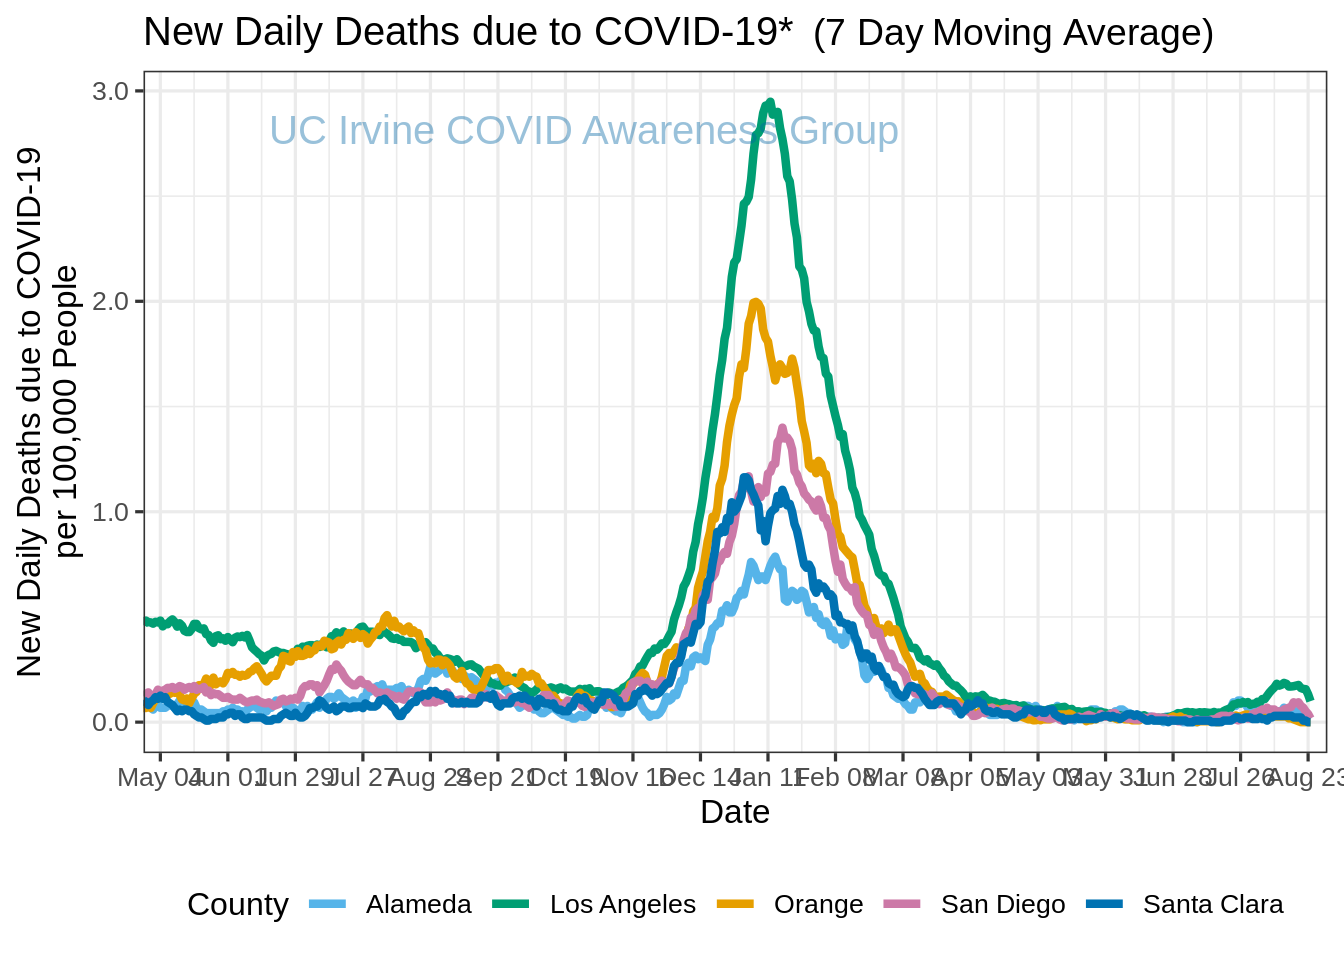 New Daily Deaths due to COVID-19* (7 Day Moving Average)
UC Irvine COVID Awareness Group
New Daily Deaths due to COVID-19
per 100,000 People
3.0
2.0
1.0
0.0
May 04 Jun 01 Jun 29 Jul 27 Aug 24 Sep 21 Oct 19 Nov 16 Dec 14 Jan 11 Feb 08 Mar 08 Apr 05 May 03 May 31 Jun 28 Jul 26 Aug 23
Date
County Alameda Los Angeles Orange San Diego Santa Clara